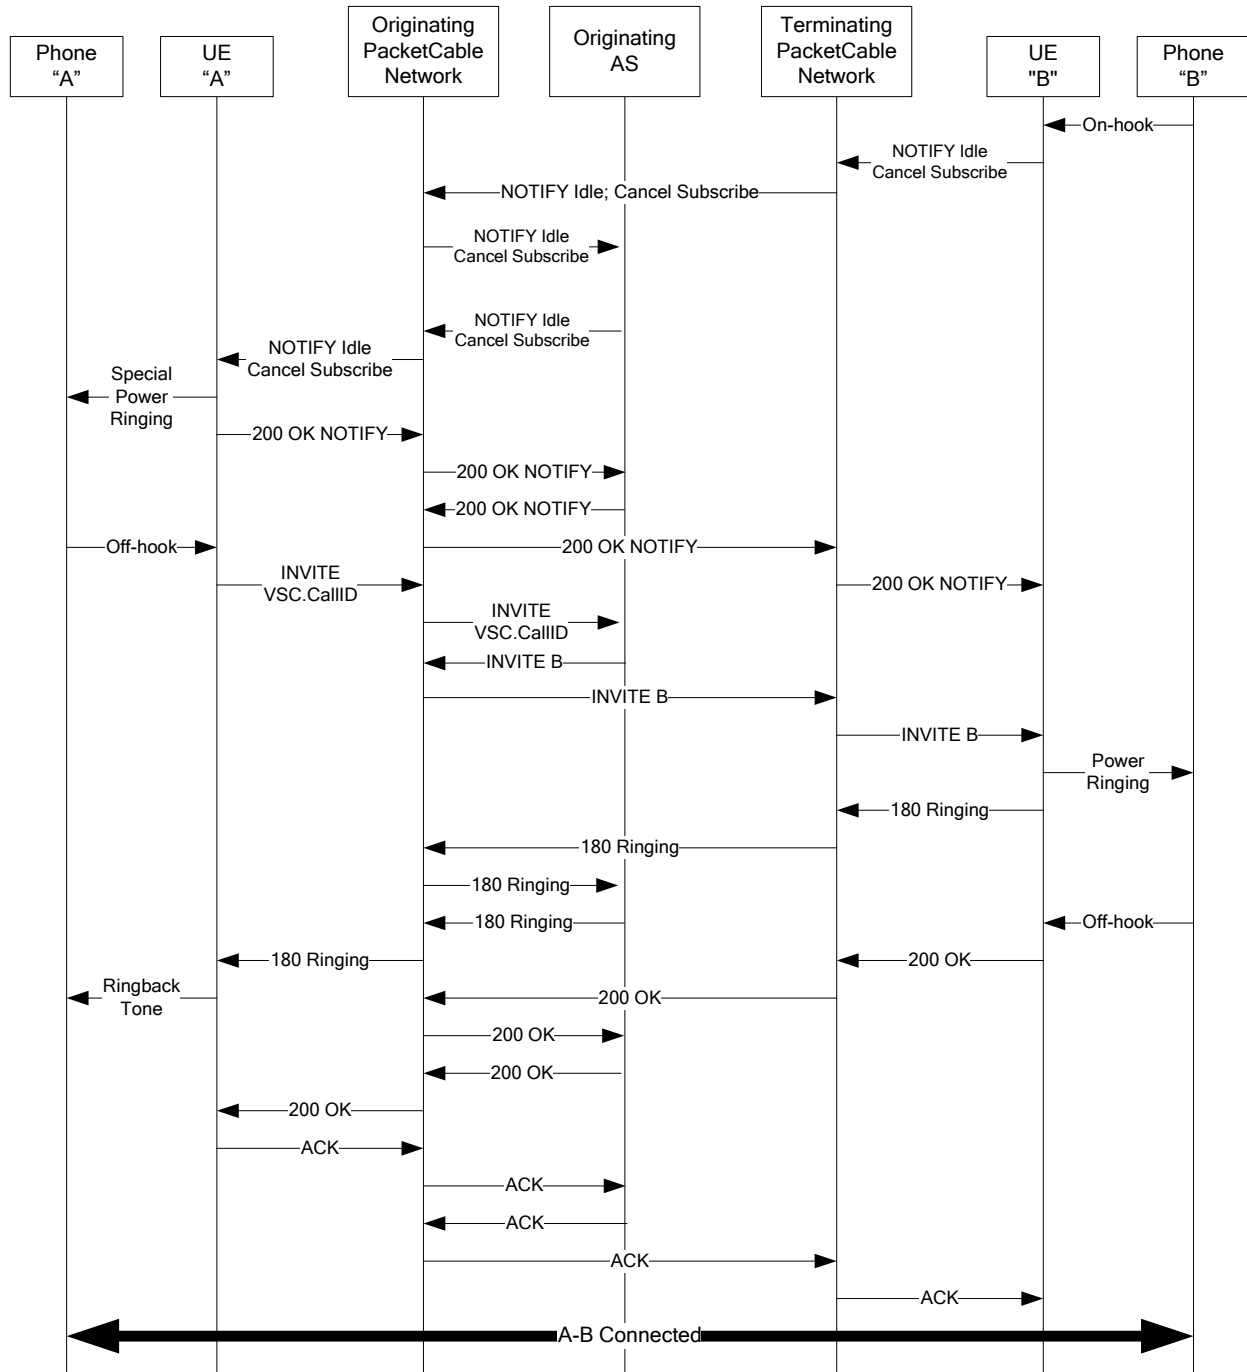 Phone
“A”
UE
“A”
Originating
PacketCable
Network
Originating
AS
Terminating
PacketCable
Network
UE
"B"
Phone
“B”
On-hook
NOTIFY Idle
Cancel Subscribe
NOTIFY Idle; Cancel Subscribe
NOTIFY Idle
Cancel Subscribe
NOTIFY Idle
Cancel Subscribe
NOTIFY Idle
Cancel Subscribe
Special
Power
Ringing
200 OK NOTIFY
200 OK NOTIFY
200 OK NOTIFY
Off-hook
200 OK NOTIFY
INVITE
VSC.CallID
200 OK NOTIFY
INVITE
VSC.CallID
INVITE B
INVITE B
INVITE B
Power
Ringing
180 Ringing
180 Ringing
180 Ringing
180 Ringing
Off-hook
180 Ringing
200 OK
Ringback
Tone
200 OK
200 OK
200 OK
200 OK
ACK
ACK
ACK
ACK
ACK
A-B Connected